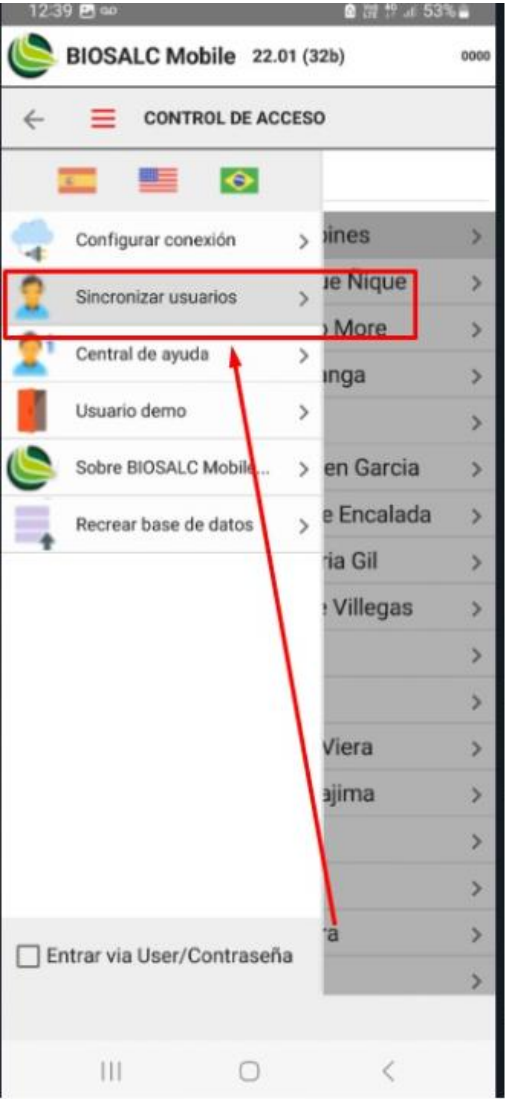 12:39 53%
BIOSALC Mobile 22.01 (32b) 0000
CONTROL DE ACCESO
Configurar conexión
Sincronizar usuarios
Central de ayuda
Usuario demo
Sobre BIOSALC Mobile...
Recrear base de datos
Ñique
More
en Garcia
Encalada
Gil
Villegas
Viera
Entrar via User/Contraseña